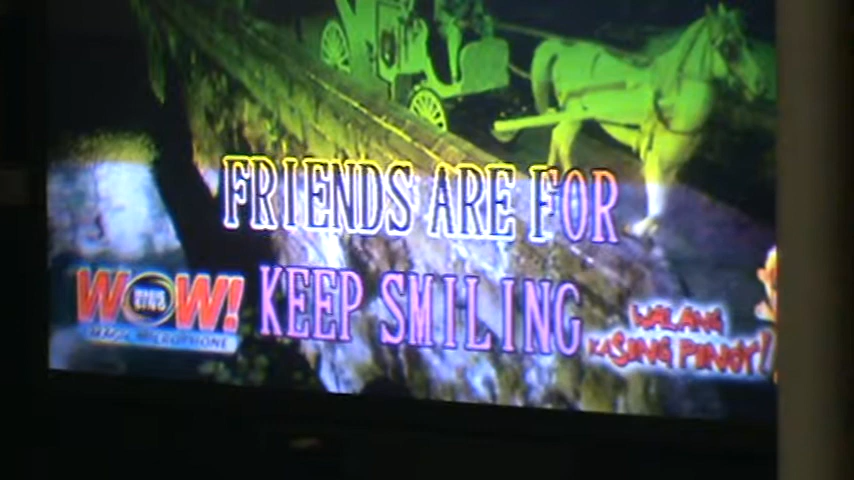 FRIENDS ARE FOR
KEEP SMILING
WOW!
MAGIC MICROPHONE
WALANG
KASING PINOY!